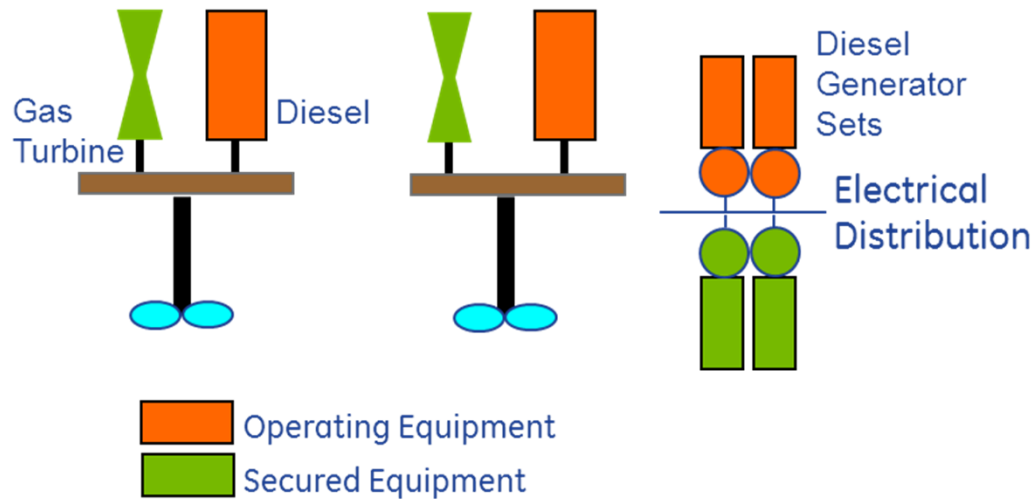 Gas
Turbine
Diesel
Diesel
Generator
Sets
Electrical
Distribution
Operating Equipment
Secured Equipment